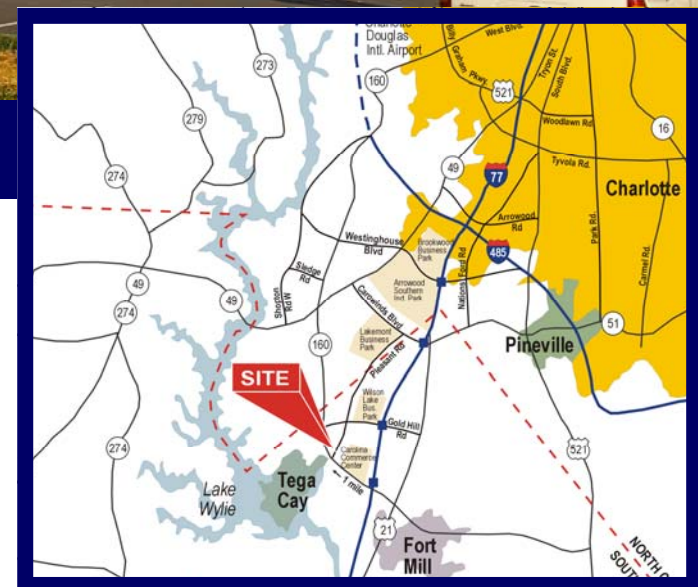 Charlotte
Douglas
Intl. Airport
160
273
279
274
274
49
274
274
49
Billy
Graham Pkwy.
West Blvd.
521
Tryon St.
South Blvd.
Woodlawn Rd.
16
Tyvola Rd.
49
77
Charlotte
Arrowood
Rd
Park Rd.
Carmel Rd.
485
Westinghouse
Blvd
Brookwood
Business
Park
Nations Ford Rd
Sledge
Rd
Shopton
Rd W
Arrowood
Southern
Ind. Park
Carowinds Blvd
51
Pineville
160
Lakemont
Business
Park
Pleasant Rd
SITE
Wilson
Lake
Bus.
Park
Gold Hill
Rd
521
Carolina
Commerce
Center
1 mile
Lake
Wylie
Tega
Cay
21
Fort
Mill
NORTH C
SOUT